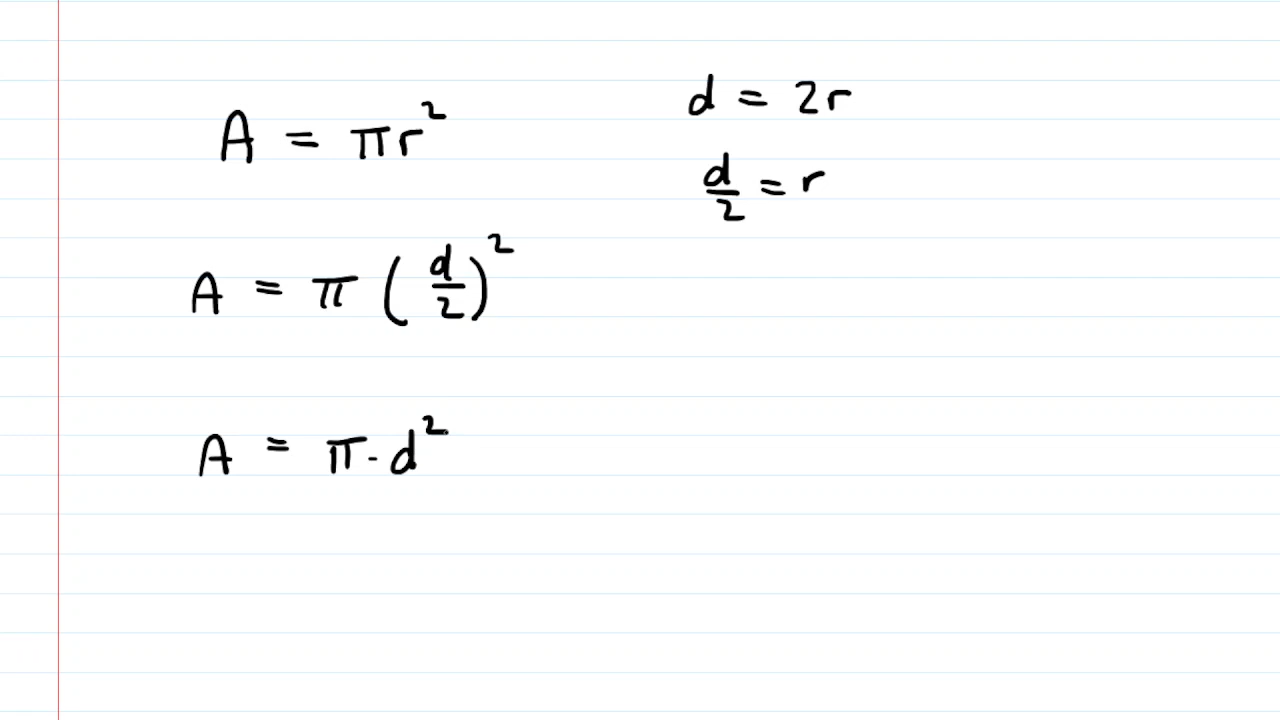 A = πr²
d = 2r
d/2 = r
A = π (d/2)²
A = π · d²